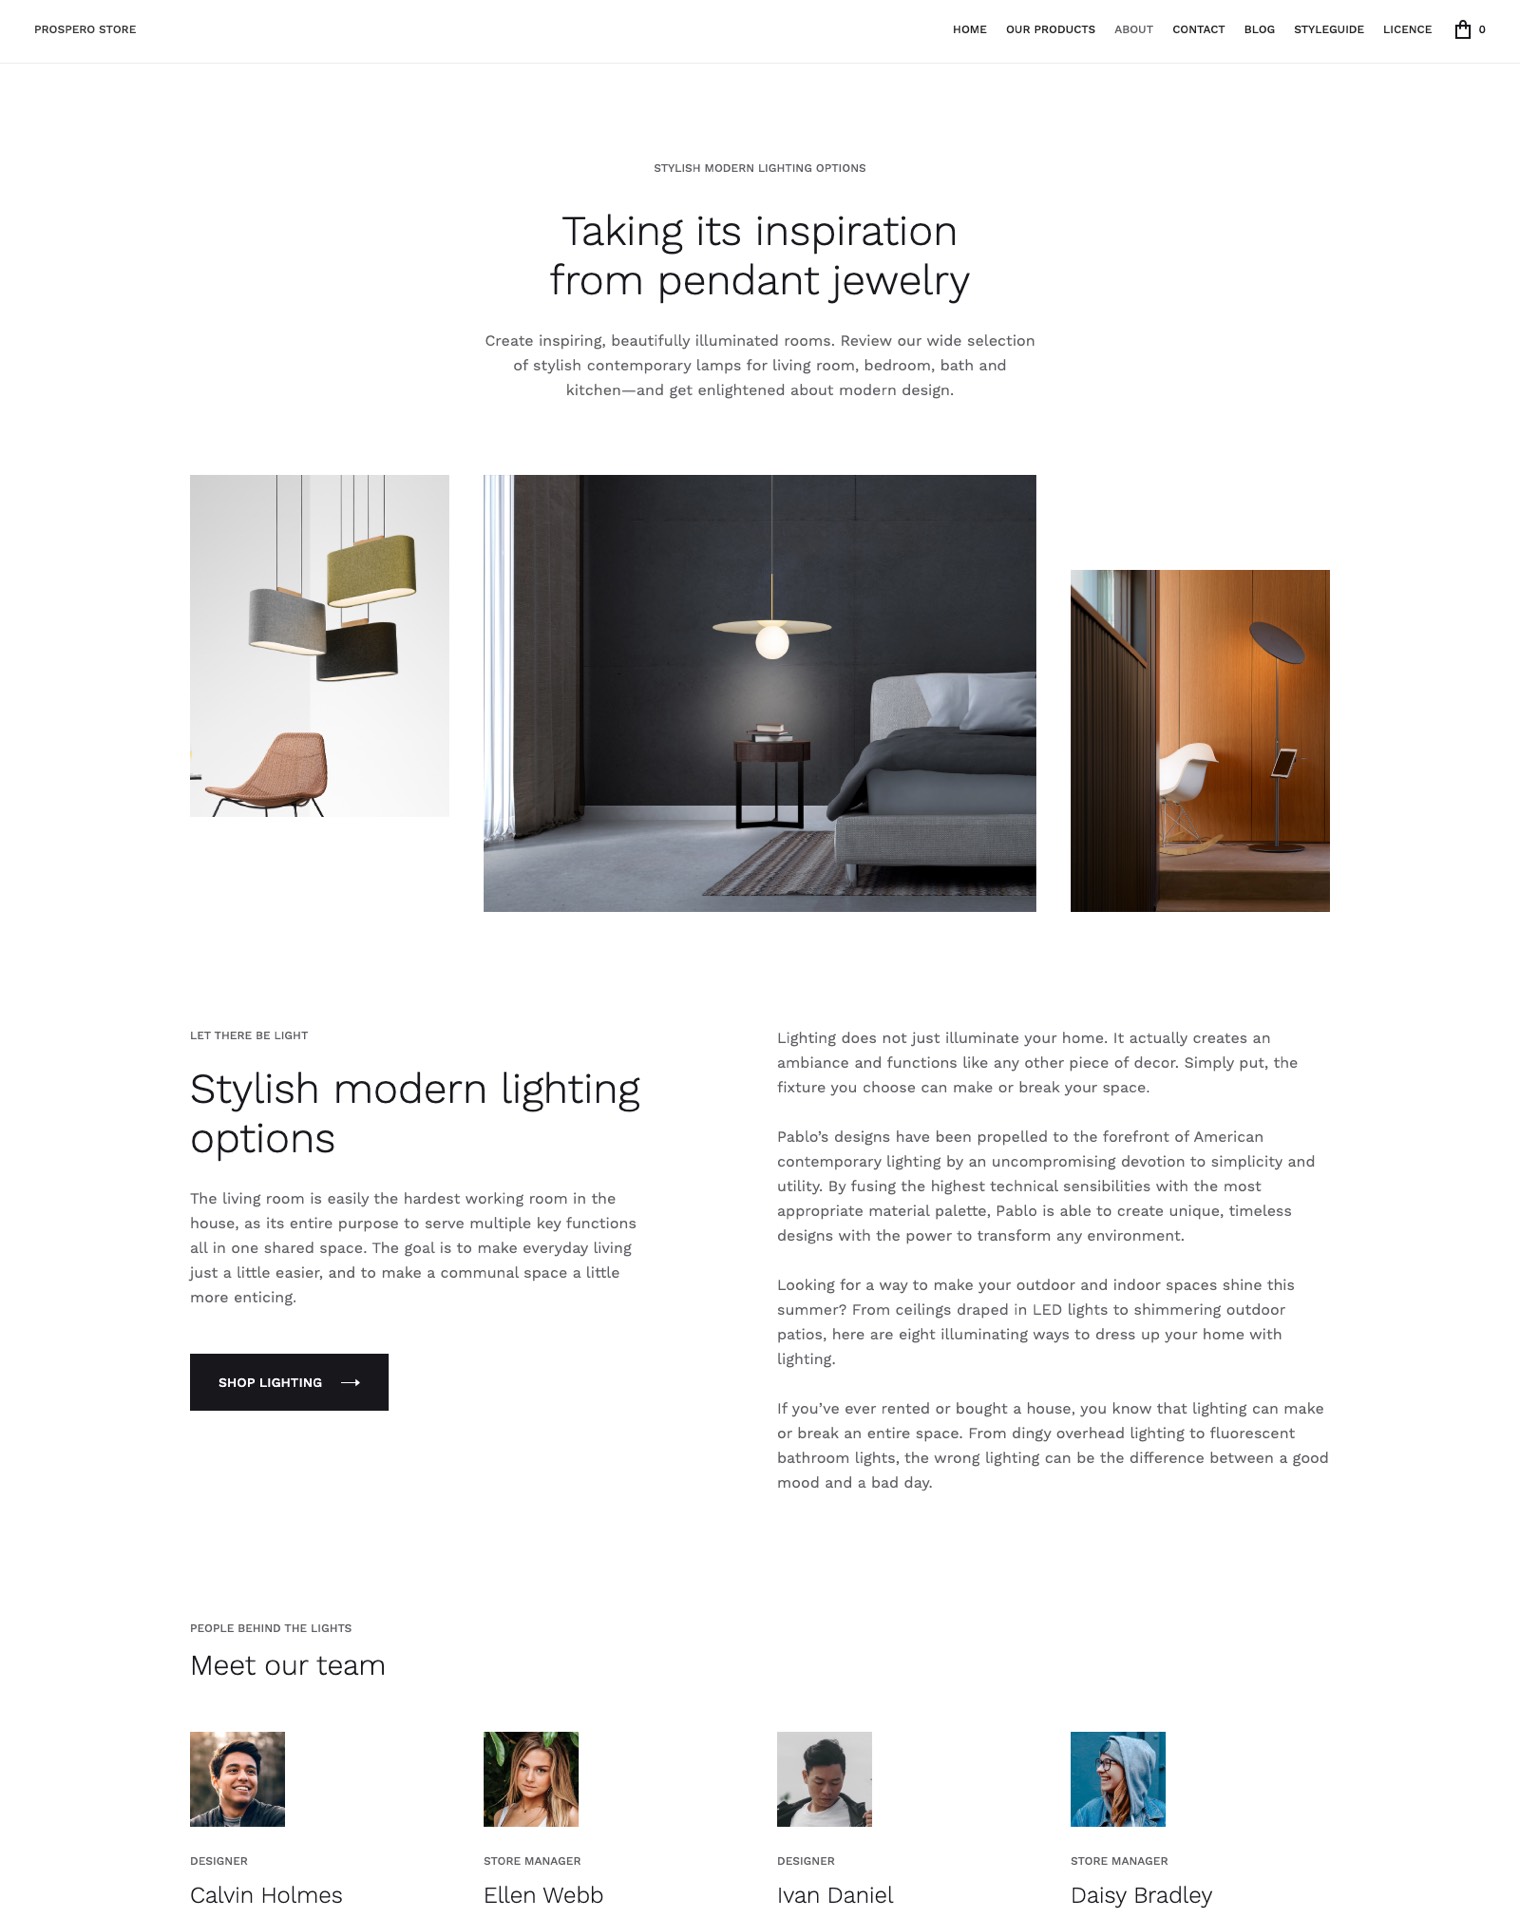 PROSPERO STORE
HOME OUR PRODUCTS ABOUT CONTACT BLOG STYLEGUIDE LICENCE 0
STYLISH MODERN LIGHTING OPTIONS
Taking its inspiration
from pendant jewelry
Create inspiring, beautifully illuminated rooms. Review our wide selection
of stylish contemporary lamps for living room, bedroom, bath and
kitchen—and get enlightened about modern design.
LET THERE BE LIGHT
Stylish modern lighting
options
The living room is easily the hardest working room in the
house, as its entire purpose to serve multiple key functions
all in one shared space. The goal is to make everyday living
just a little easier, and to make a communal space a little
more enticing.
SHOP LIGHTING
Lighting does not just illuminate your home. It actually creates an
ambiance and functions like any other piece of decor. Simply put, the
fixture you choose can make or break your space.
Pablo’s designs have been propelled to the forefront of American
contemporary lighting by an uncompromising devotion to simplicity and
utility. By fusing the highest technical sensibilities with the most
appropriate material palette, Pablo is able to create unique, timeless
designs with the power to transform any environment.
Looking for a way to make your outdoor and indoor spaces shine this
summer? From ceilings draped in LED lights to shimmering outdoor
patios, here are eight illuminating ways to dress up your home with
lighting.
If you’ve ever rented or bought a house, you know that lighting can make
or break an entire space. From dingy overhead lighting to fluorescent
bathroom lights, the wrong lighting can be the difference between a good
mood and a bad day.
PEOPLE BEHIND THE LIGHTS
Meet our team
DESIGNER
Calvin Holmes
STORE MANAGER
Ellen Webb
DESIGNER
Ivan Daniel
STORE MANAGER
Daisy Bradley